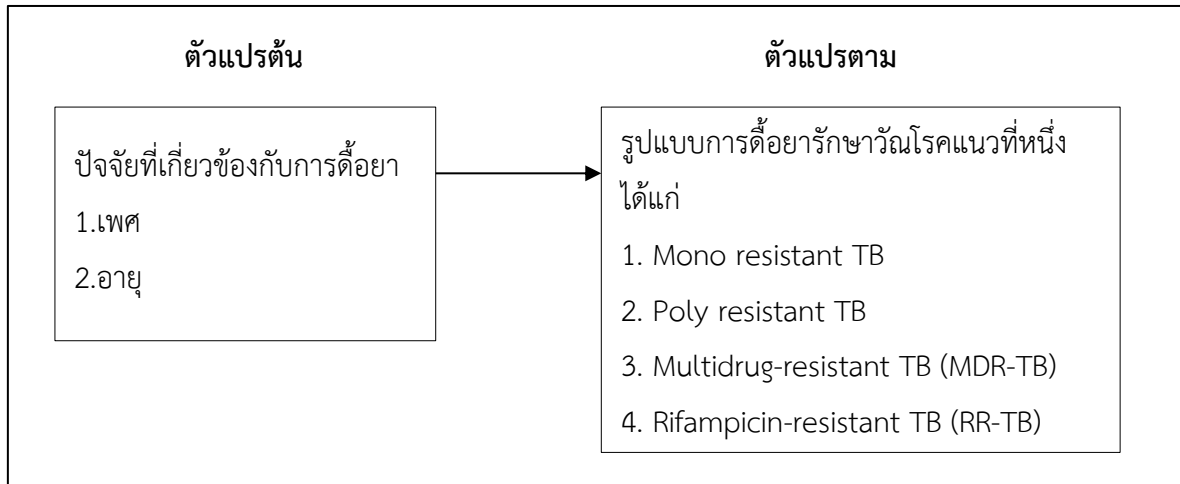 ตัวแปรต้น
ตัวแปรตาม
ปัจจัยที่เกี่ยวข้องกับการดื้อยา
1.เพศ
2.อายุ
รูปแบบการดื้อยารักษาวัณโรคแนวที่หนึ่ง
ได้แก่
1. Mono resistant TB
2. Poly resistant TB
3. Multidrug-resistant TB (MDR-TB)
4. Rifampicin-resistant TB (RR-TB)